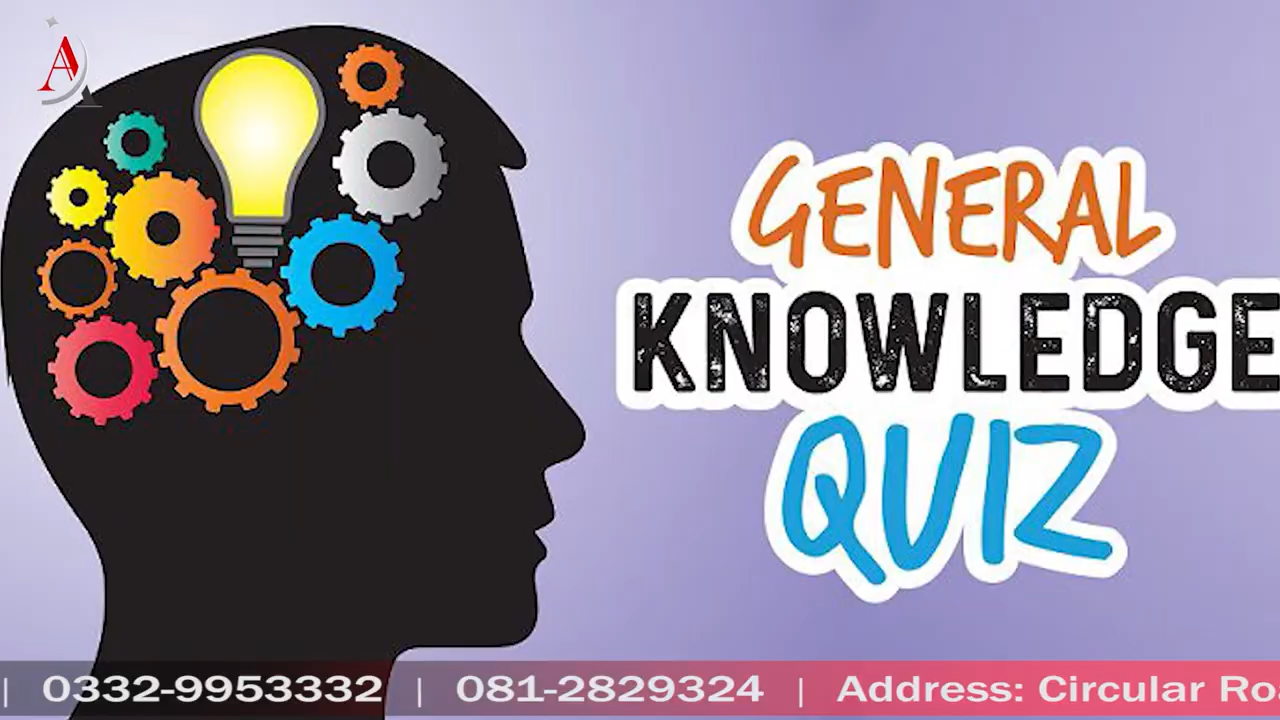 A
GENERAL
KNOWLEDGE
QUIZ
| 0332-9953332 | 081-2829324 | Address: Circular